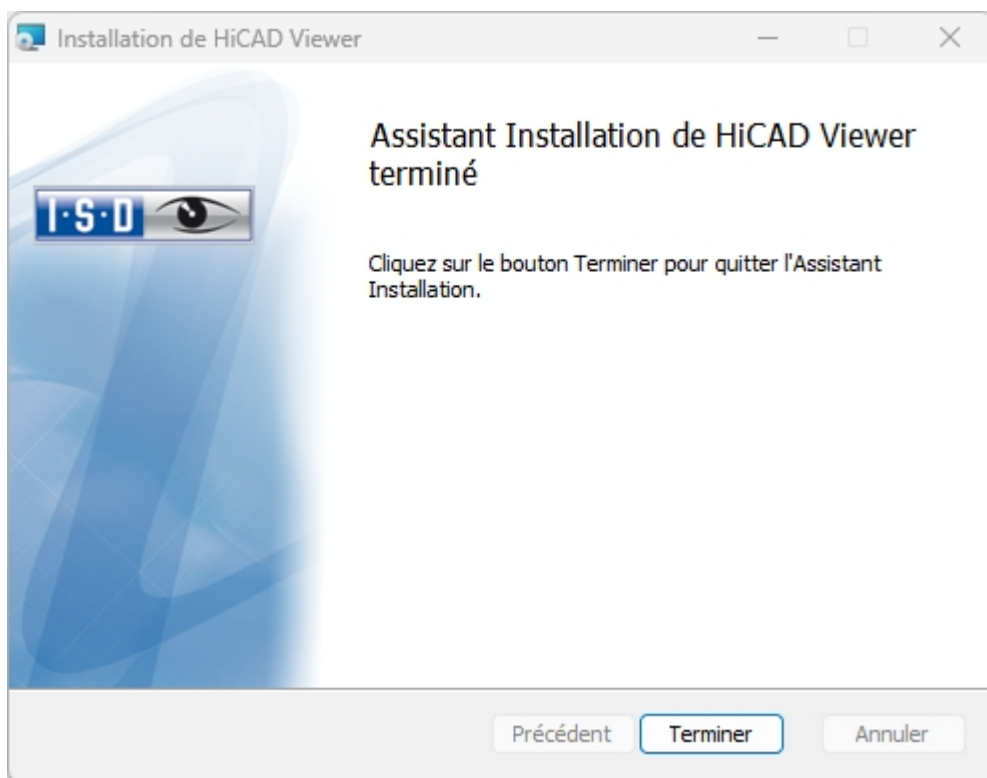 Installation de HiCAD Viewer
Assistant Installation de HiCAD Viewer
terminé
I·S·D
Cliquez sur le bouton Terminer pour quitter l'Assistant
Installation.
Précédent Terminer Annuler